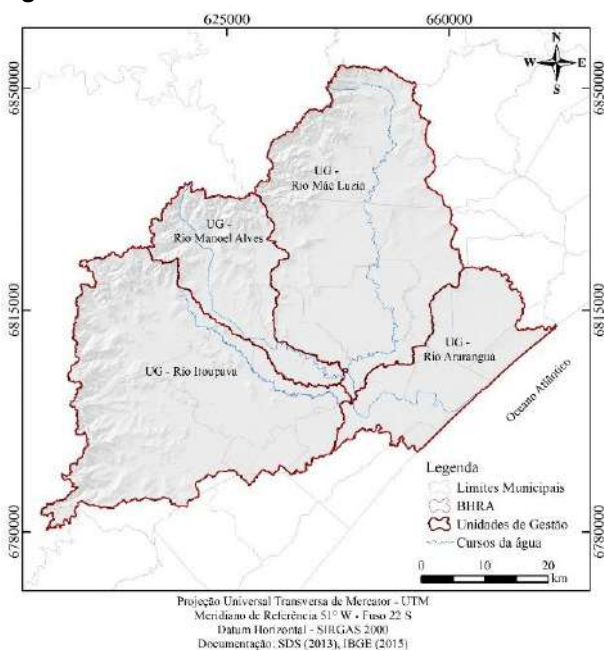 625000 660000
N
W E
S
6850000 6850000
UG -
Rio Mãe Luzia
UG -
Rio Manoel Alves
6815000 6815000
UG -
Rio Araranguá
UG - Rio Itoupava
Oceano Atlântico
Legenda
Limites Municipais
BHRA
Unidades de Gestão
Cursos da água
6780000 6780000
0 10 20
km
Projeção Universal Transversa de Mercator - UTM
Meridiano de Referência 51° W - Fuso 22 S
Datum Horizontal - SIRGAS 2000
Documentação: SDS (2013), IBGE (2015)